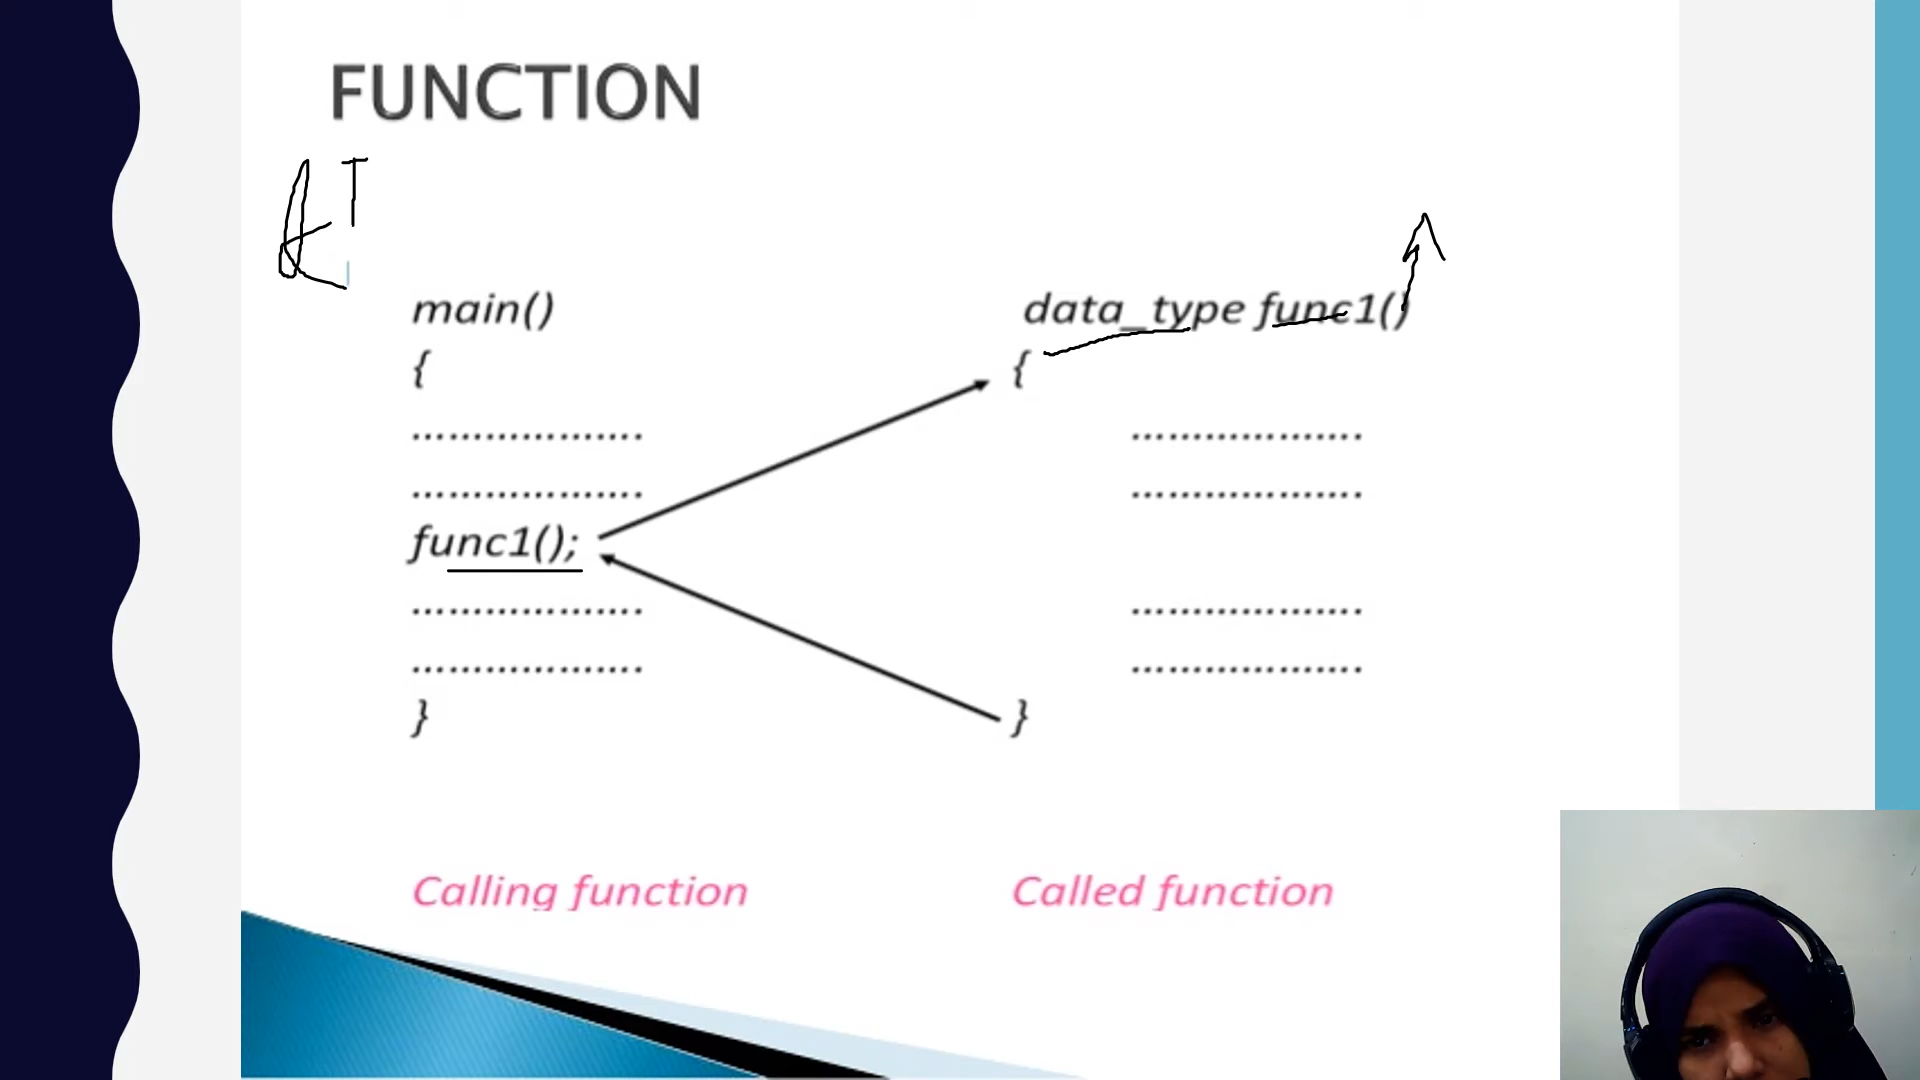 FUNCTION
main()
{
...................
...................
func1();
...................
...................
}
data_type func1()
{
...................
...................
...................
...................
}
Calling function
Called function